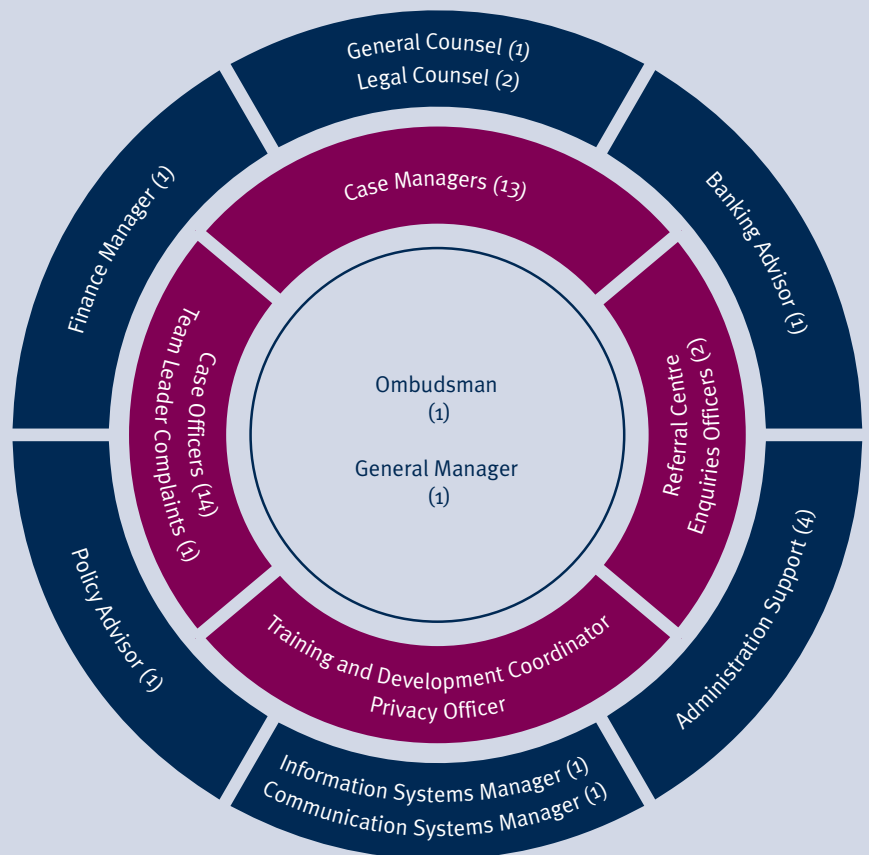 General Counsel (1)
Legal Counsel (2)
Finance Manager (1)
Banking Advisor (1)
Case Managers (13)
Team Leader Complaints (1)
Case Officers (14)
Ombudsman
(1)
General Manager
(1)
Referral Centre
Enquiries Officers (2)
Training and Development Coordinator
Privacy Officer
Policy Advisor (1)
Administration Support (4)
Information Systems Manager (1)
Communication Systems Manager (1)